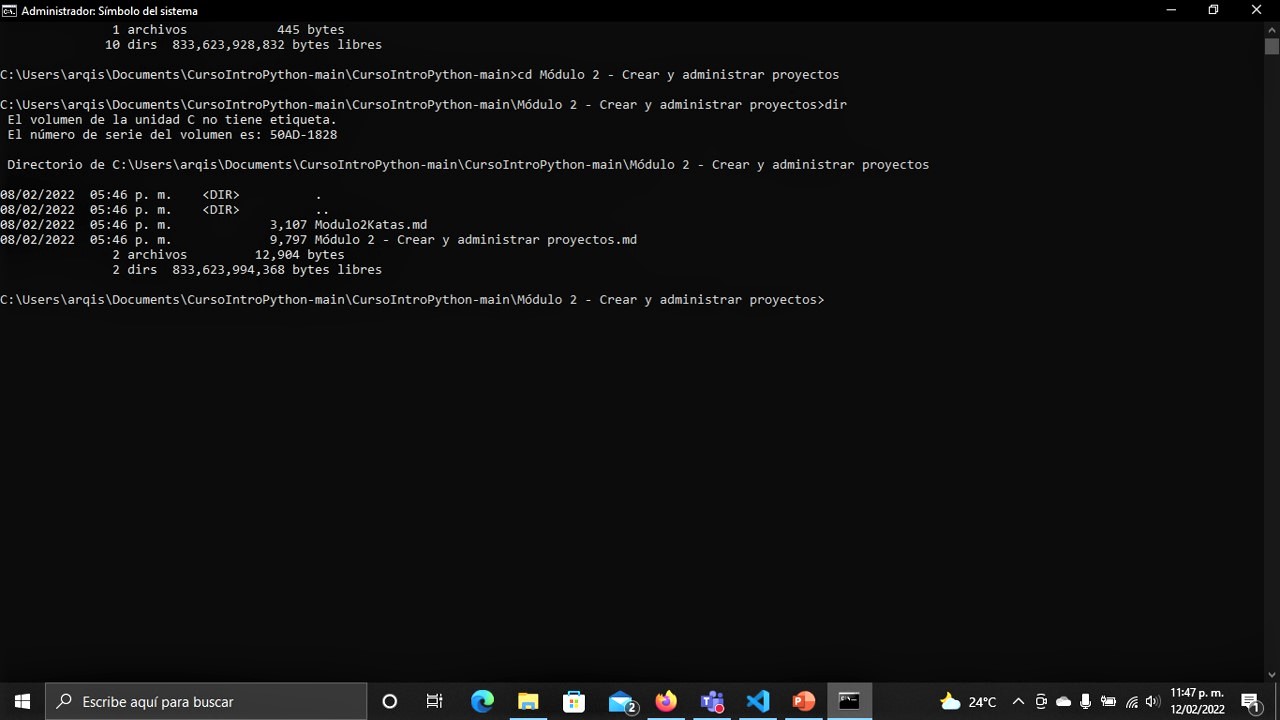 Administrador: Símbolo del sistema
1 archivos 445 bytes
10 dirs 833,623,928,832 bytes libres
C:\Users\arqis\Documents\CursoIntroPython-main\CursoIntroPython-main>cd Módulo 2 - Crear y administrar proyectos
C:\Users\arqis\Documents\CursoIntroPython-main\CursoIntroPython-main\Módulo 2 - Crear y administrar proyectos>dir
El volumen de la unidad C no tiene etiqueta.
El número de serie del volumen es: 50AD-1828
Directorio de C:\Users\arqis\Documents\CursoIntroPython-main\CursoIntroPython-main\Módulo 2 - Crear y administrar proyectos
08/02/2022 05:46 p. m. <DIR> .
08/02/2022 05:46 p. m. <DIR> ..
08/02/2022 05:46 p. m. 3,107 Modulo2Katas.md
08/02/2022 05:46 p. m. 9,797 Módulo 2 - Crear y administrar proyectos.md
2 archivos 12,904 bytes
2 dirs 833,623,994,368 bytes libres
C:\Users\arqis\Documents\CursoIntroPython-main\CursoIntroPython-main\Módulo 2 - Crear y administrar proyectos>
Escribe aquí para buscar
2
24°C
11:47 p. m.
12/02/2022
1